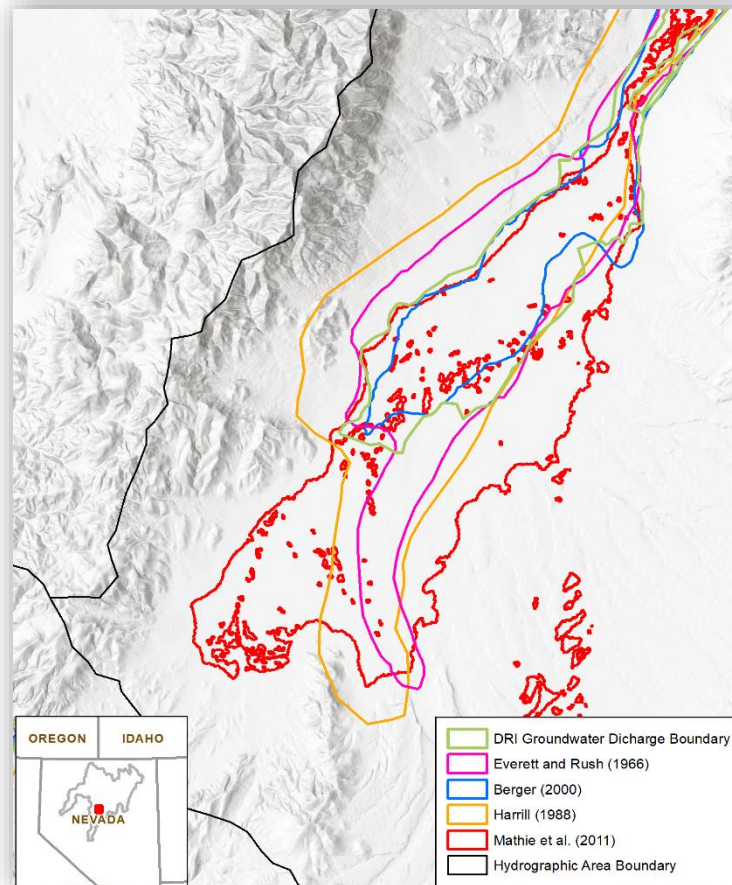 OREGON
IDAHO
NEVADA
DRI Groundwater Dicharge Boundary
Everett and Rush (1966)
Berger (2000)
Harrill (1988)
Mathie et al. (2011)
Hydrographic Area Boundary